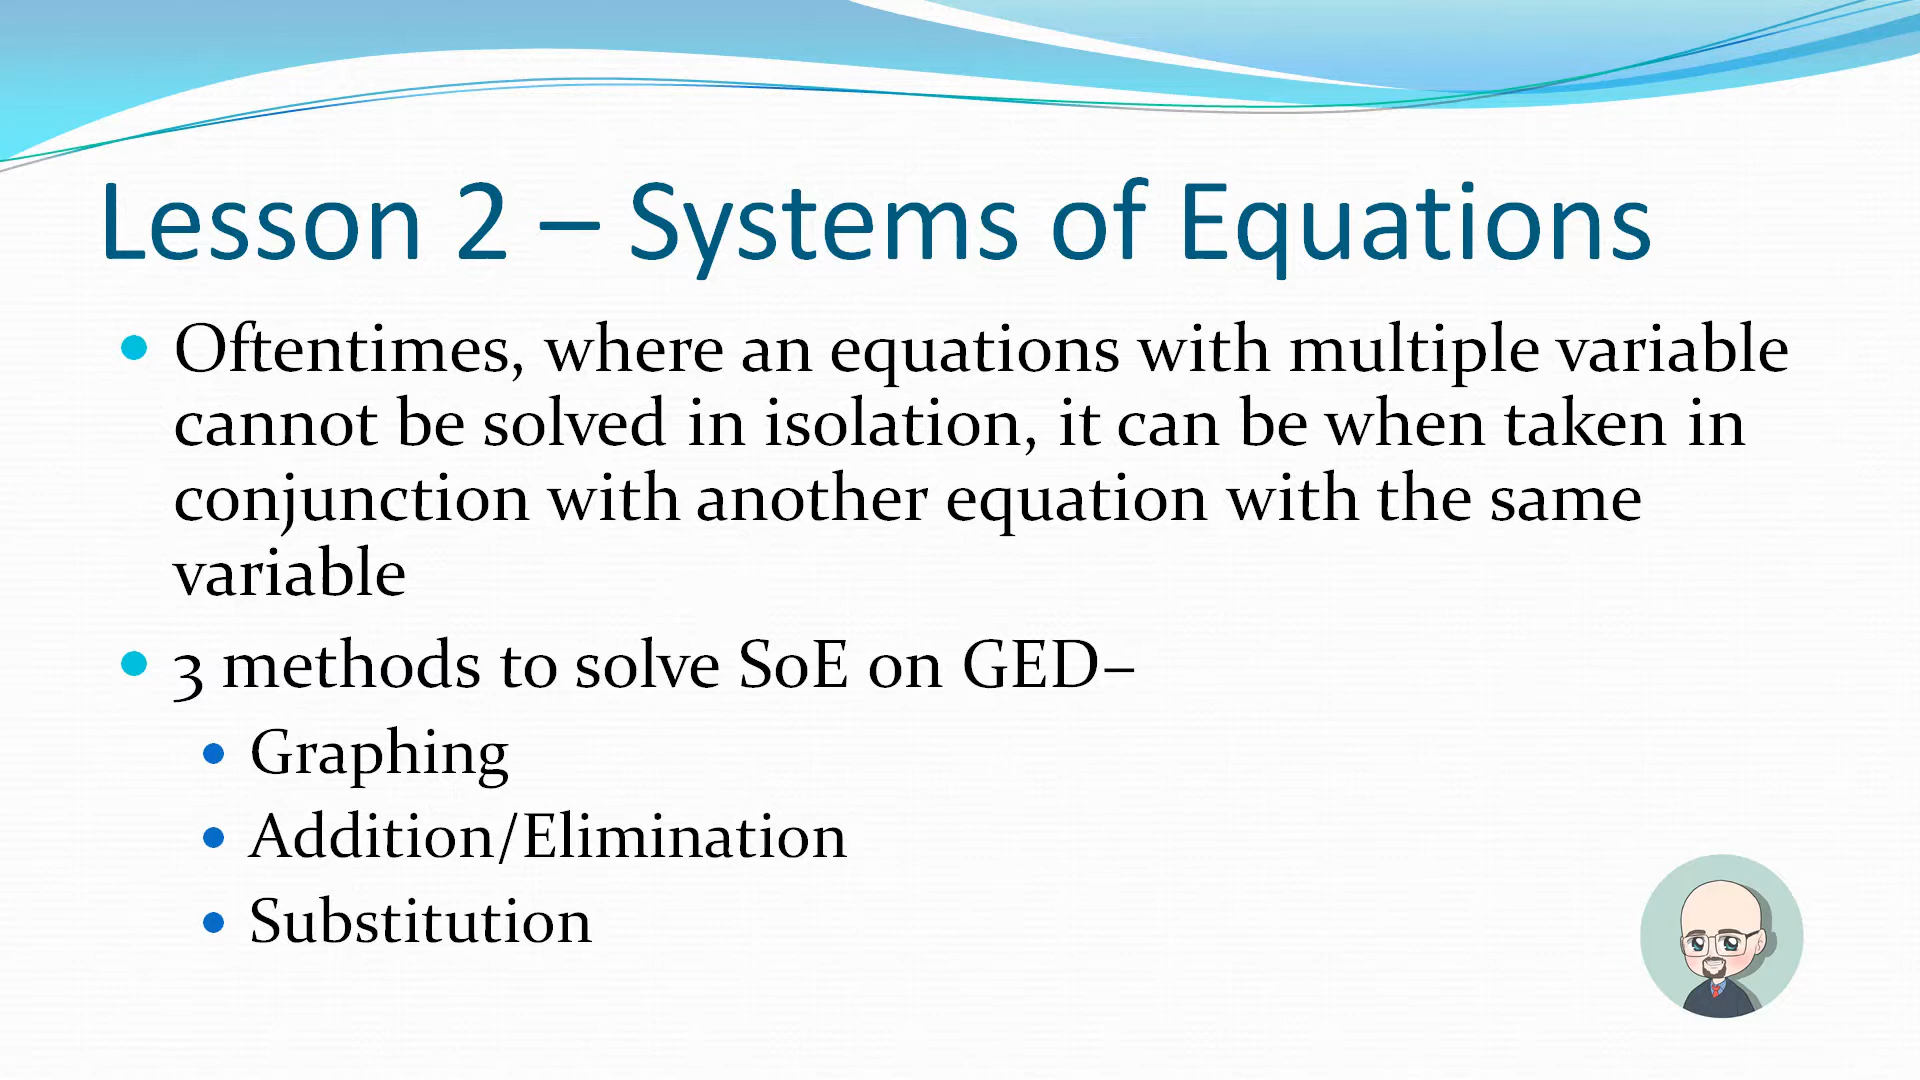 Lesson 2 – Systems of Equations
Oftentimes, where an equations with multiple variable
cannot be solved in isolation, it can be when taken in
conjunction with another equation with the same
variable
3 methods to solve SoE on GED–
Graphing
Addition/Elimination
Substitution